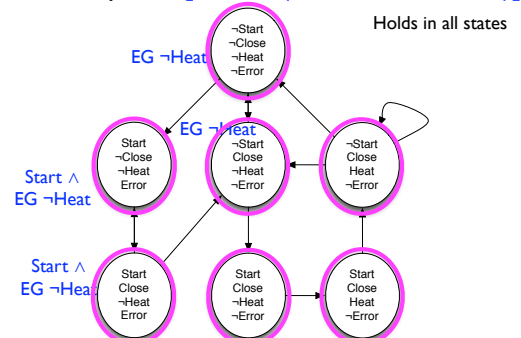 Holds in all states
¬Start
¬Close
¬Heat
¬Error
EG ¬Heat
EG ¬Heat
Start
¬Close
¬Heat
Error
¬Start
Close
¬Heat
¬Error
¬Start
Close
Heat
¬Error
Start ∧
EG ¬Heat
Start ∧
EG ¬Heat
Start
Close
¬Heat
Error
Start
Close
¬Heat
¬Error
Start
Close
Heat
¬Error